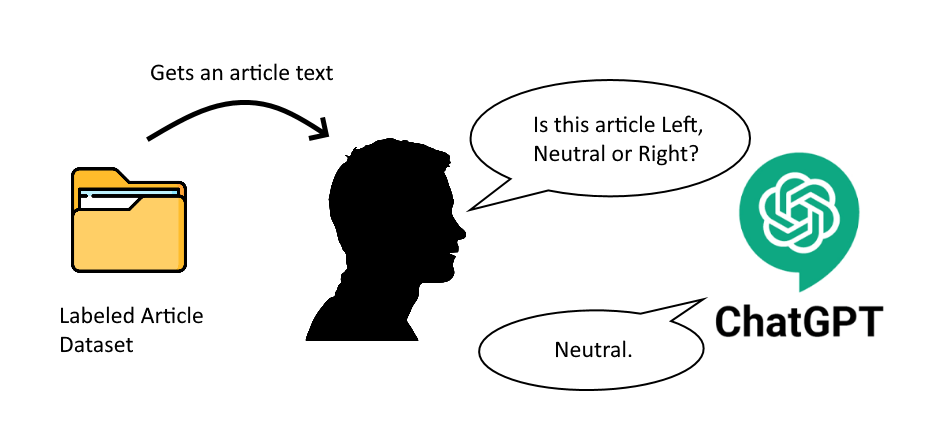 Gets an article text
Is this article Left,
Neutral or Right?
Labeled Article
Dataset
ChatGPT
Neutral.